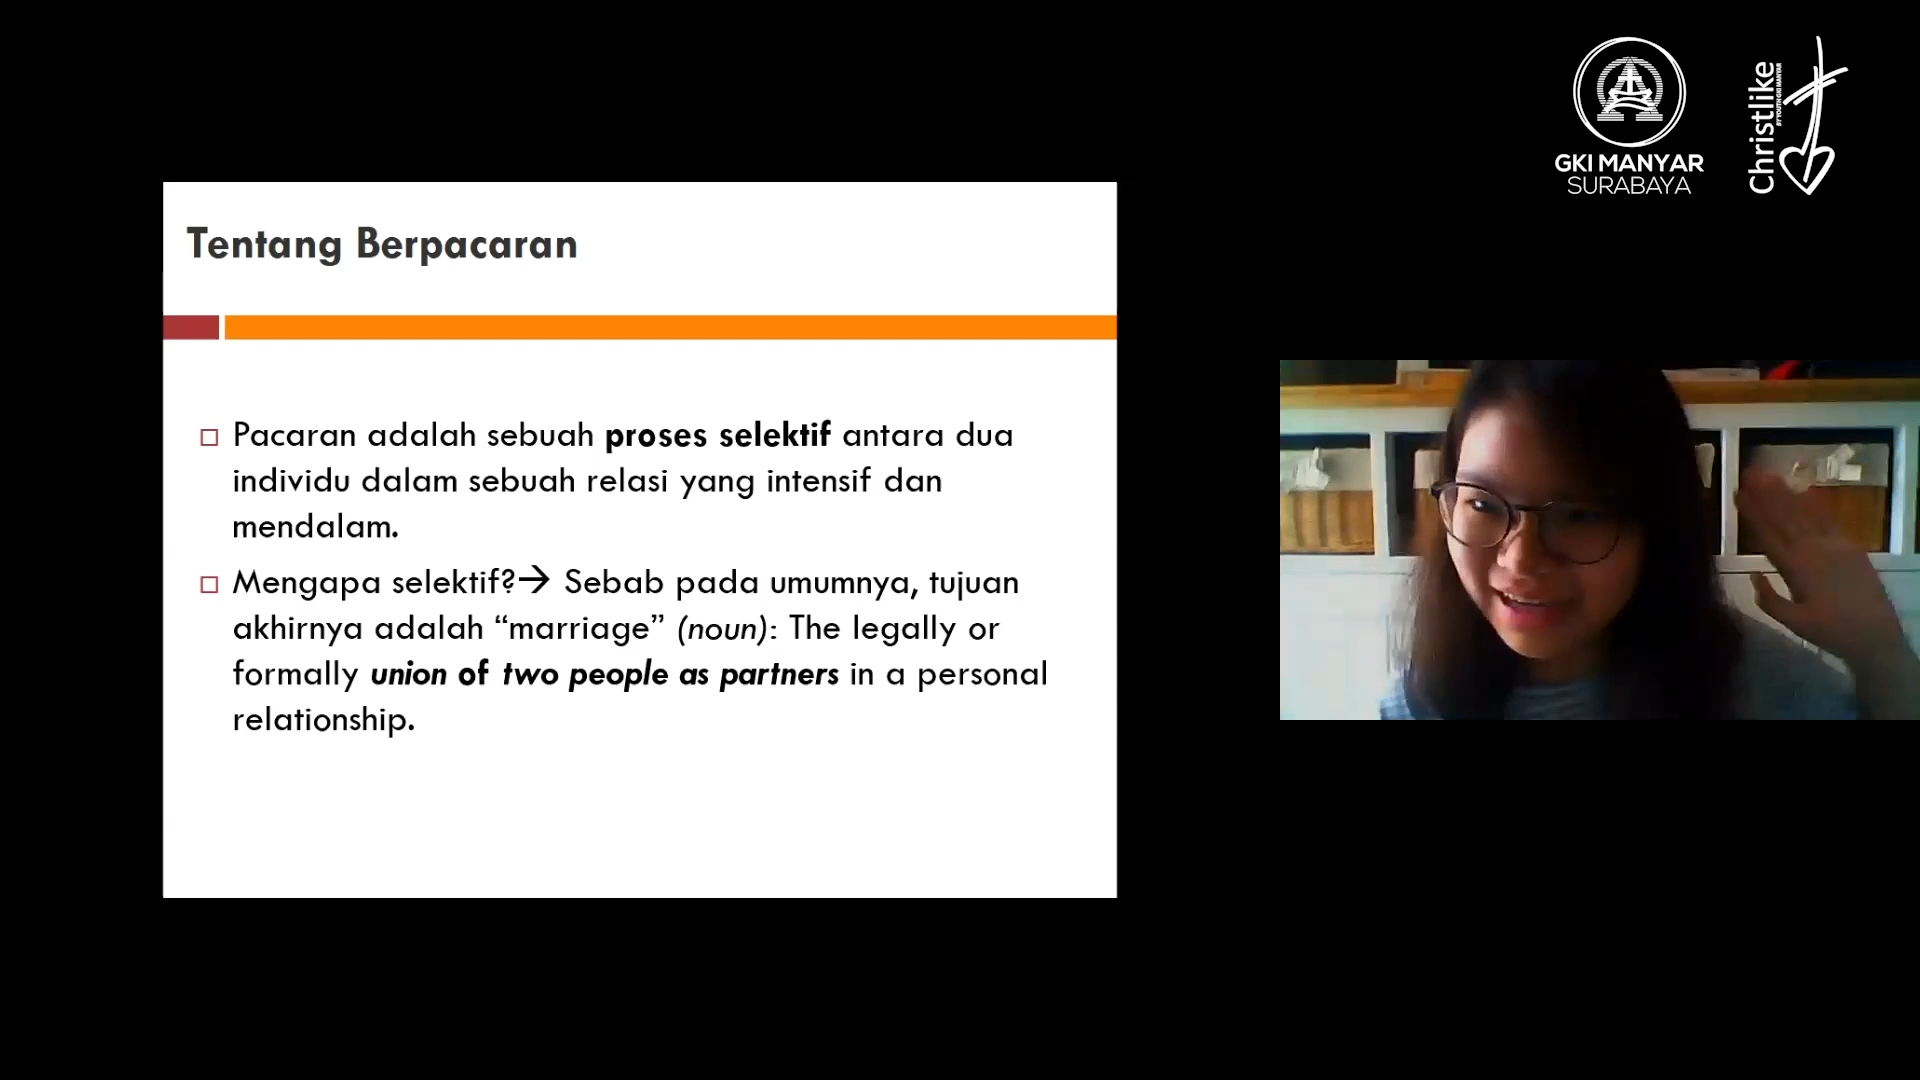 GKI MANYAR
SURABAYA
Christlike
Tentang Berpacaran
Pacaran adalah sebuah proses selektif antara dua
individu dalam sebuah relasi yang intensif dan
mendalam.
Mengapa selektif?→ Sebab pada umumnya, tujuan
akhirnya adalah “marriage” (noun): The legally or
formally union of two people as partners in a personal
relationship.